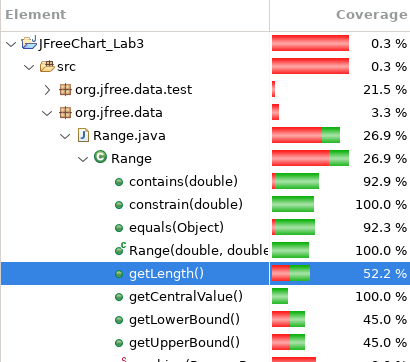 Element Coverage
JFreeChart_Lab3 0.3 %
src 0.3 %
org.jfree.data.test 21.5 %
org.jfree.data 3.3 %
Range.java 26.9 %
Range 26.9 %
contains(double) 92.9 %
constrain(double) 100.0 %
equals(Object) 92.3 %
Range(double, double 100.0 %
getLength() 52.2 %
getCentralValue() 100.0 %
getLowerBound() 45.0 %
getUpperBound() 45.0 %